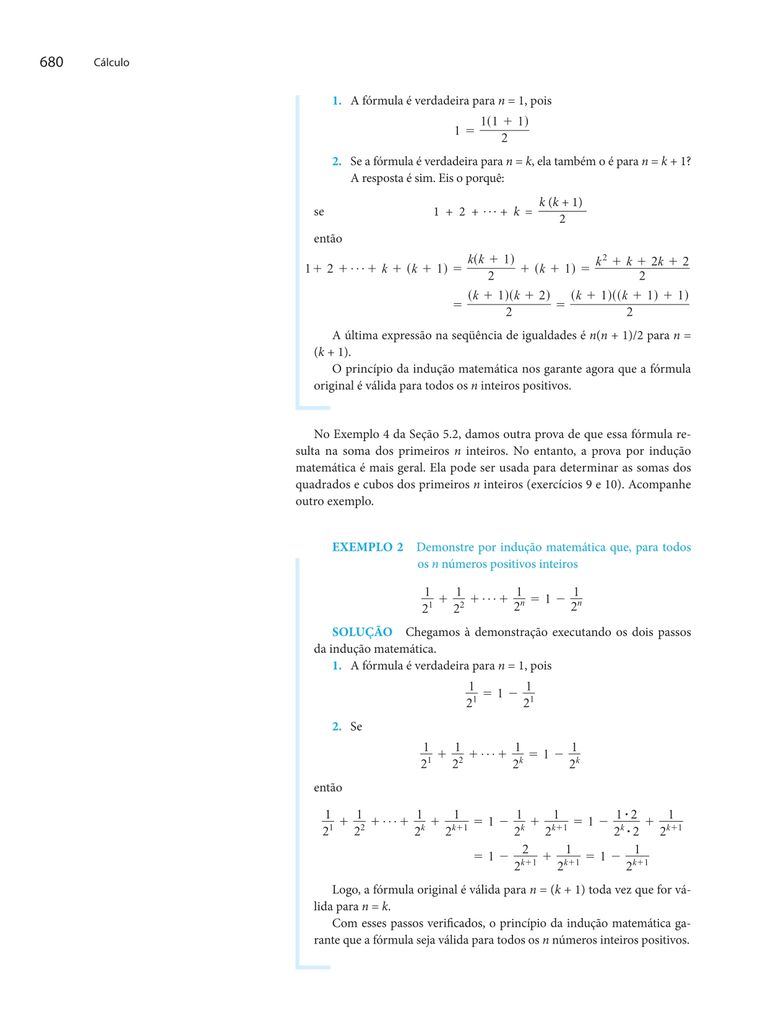 680 Cálculo
1. A fórmula é verdadeira para n = 1, pois
1 = \frac{1(1 + 1)}{2}
2. Se a fórmula é verdadeira para n = k, ela também o é para n = k + 1?
A resposta é sim. Eis o porquê:
se 1 + 2 + ··· + k = \frac{k (k + 1)}{2}
então
1 + 2 + ··· + k + (k + 1) = \frac{k(k + 1)}{2} + (k + 1) = \frac{k^2 + k + 2k + 2}{2}
= \frac{(k + 1)(k + 2)}{2} = \frac{(k + 1)((k + 1) + 1)}{2}
A última expressão na seqüência de igualdades é n(n + 1)/2 para n =
(k + 1).
O princípio da indução matemática nos garante agora que a fórmula
original é válida para todos os n inteiros positivos.
No Exemplo 4 da Seção 5.2, damos outra prova de que essa fórmula re-
sulta na soma dos primeiros n inteiros. No entanto, a prova por indução
matemática é mais geral. Ela pode ser usada para determinar as somas dos
quadrados e cubos dos primeiros n inteiros (exercícios 9 e 10). Acompanhe
outro exemplo.
EXEMPLO 2 Demonstre por indução matemática que, para todos
os n números positivos inteiros
\frac{1}{2^1} + \frac{1}{2^2} + ··· + \frac{1}{2^n} = 1 − \frac{1}{2^n}
SOLUÇÃO Chegamos à demonstração executando os dois passos
da indução matemática.
1. A fórmula é verdadeira para n = 1, pois
\frac{1}{2^1} = 1 − \frac{1}{2^1}
2. Se
\frac{1}{2^1} + \frac{1}{2^2} + ··· + \frac{1}{2^k} = 1 − \frac{1}{2^k}
então
\frac{1}{2^1} + \frac{1}{2^2} + ··· + \frac{1}{2^k} + \frac{1}{2^{k+1}} = 1 − \frac{1}{2^k} + \frac{1}{2^{k+1}} = 1 − \frac{1 · 2}{2^k · 2} + \frac{1}{2^{k+1}}
= 1 − \frac{2}{2^{k+1}} + \frac{1}{2^{k+1}} = 1 − \frac{1}{2^{k+1}}
Logo, a fórmula original é válida para n = (k + 1) toda vez que for vá-
lida para n = k.
Com esses passos verificados, o princípio da indução matemática ga-
rante que a fórmula seja válida para todos os n números inteiros positivos.